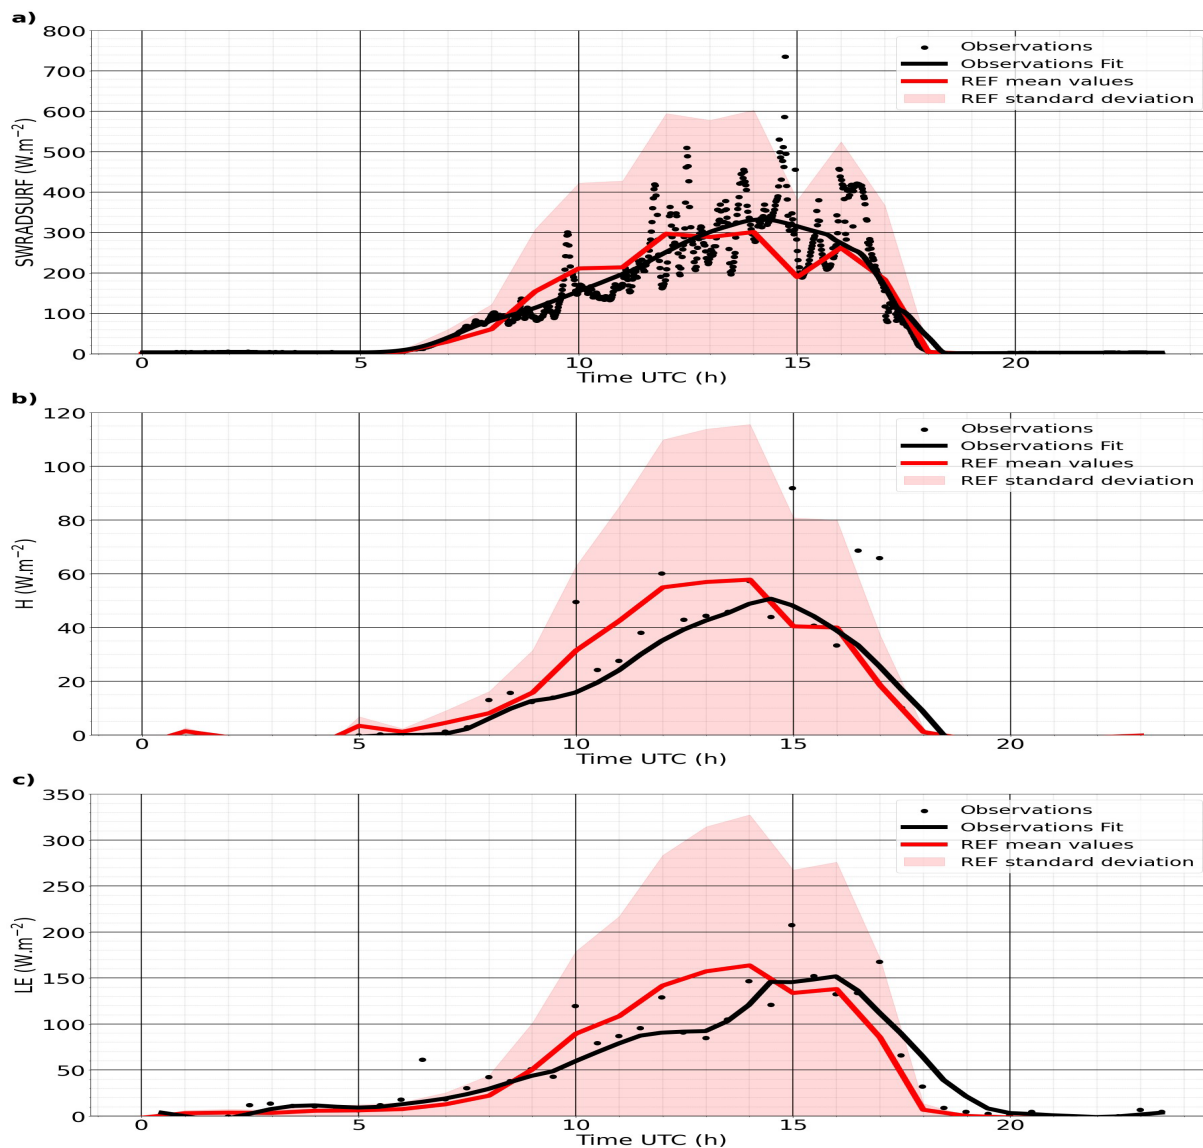 a)
800
700
600
500
400
300
200
100
0
SWRADSURF (W.m⁻²)
Observations
Observations Fit
REF mean values
REF standard deviation
0 5 10 15 20
Time UTC (h)
b)
120
100
80
60
40
20
0
H (W.m⁻²)
Observations
Observations Fit
REF mean values
REF standard deviation
0 5 10 15 20
Time UTC (h)
c)
350
300
250
200
150
100
50
0
LE (W.m⁻²)
Observations
Observations Fit
REF mean values
REF standard deviation
0 5 10 15 20
Time UTC (h)